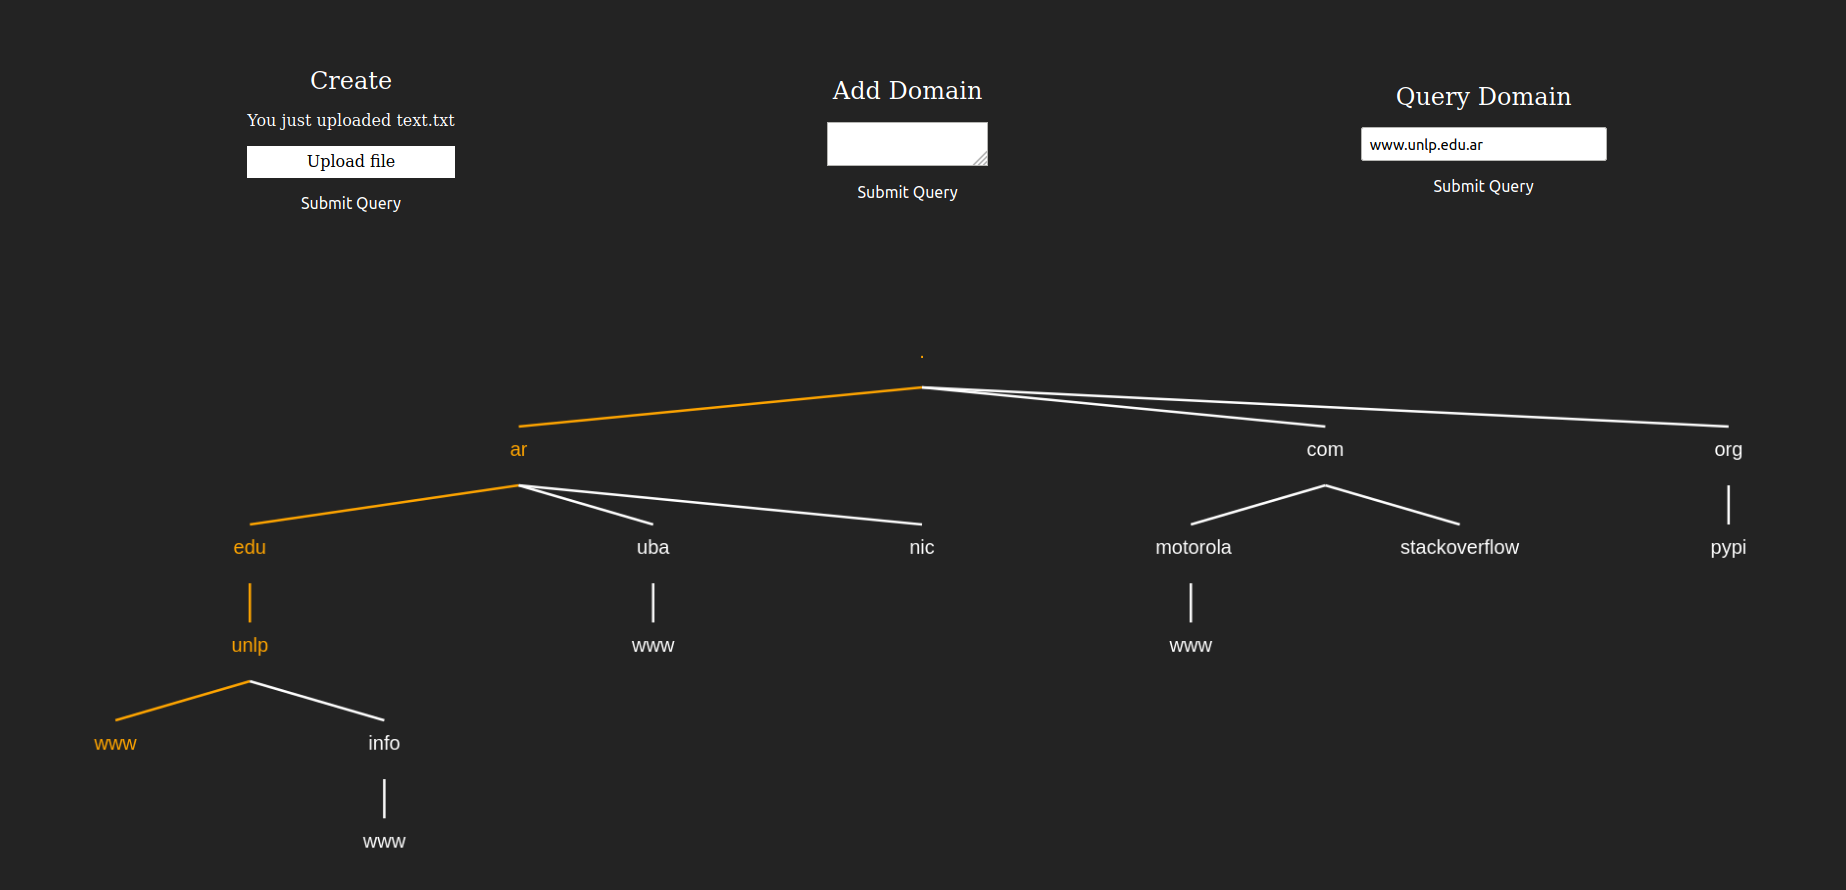 Create
You just uploaded text.txt
Upload file
Submit Query
Add Domain
Submit Query
Query Domain
www.unlp.edu.ar
Submit Query
.
ar com org
edu uba nic motorola stackoverflow pypi
unlp www www
www info
www